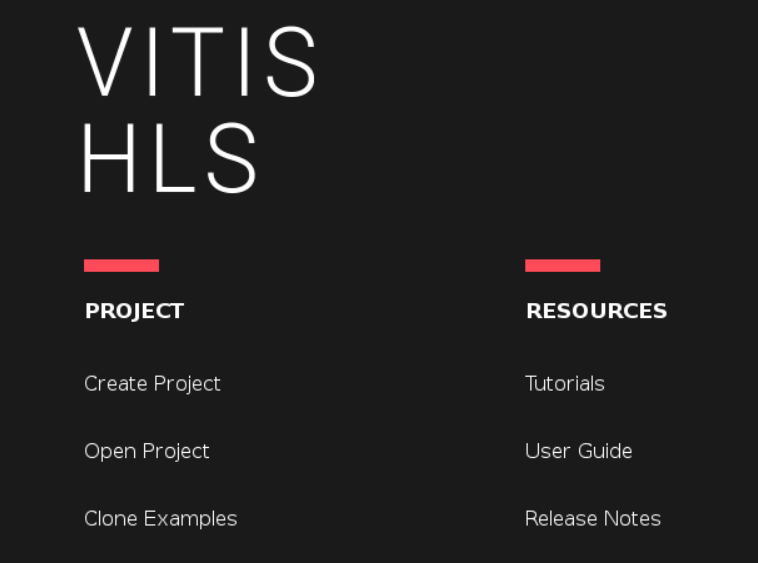 VITIS
HLS
PROJECT
Create Project
Open Project
Clone Examples
RESOURCES
Tutorials
User Guide
Release Notes